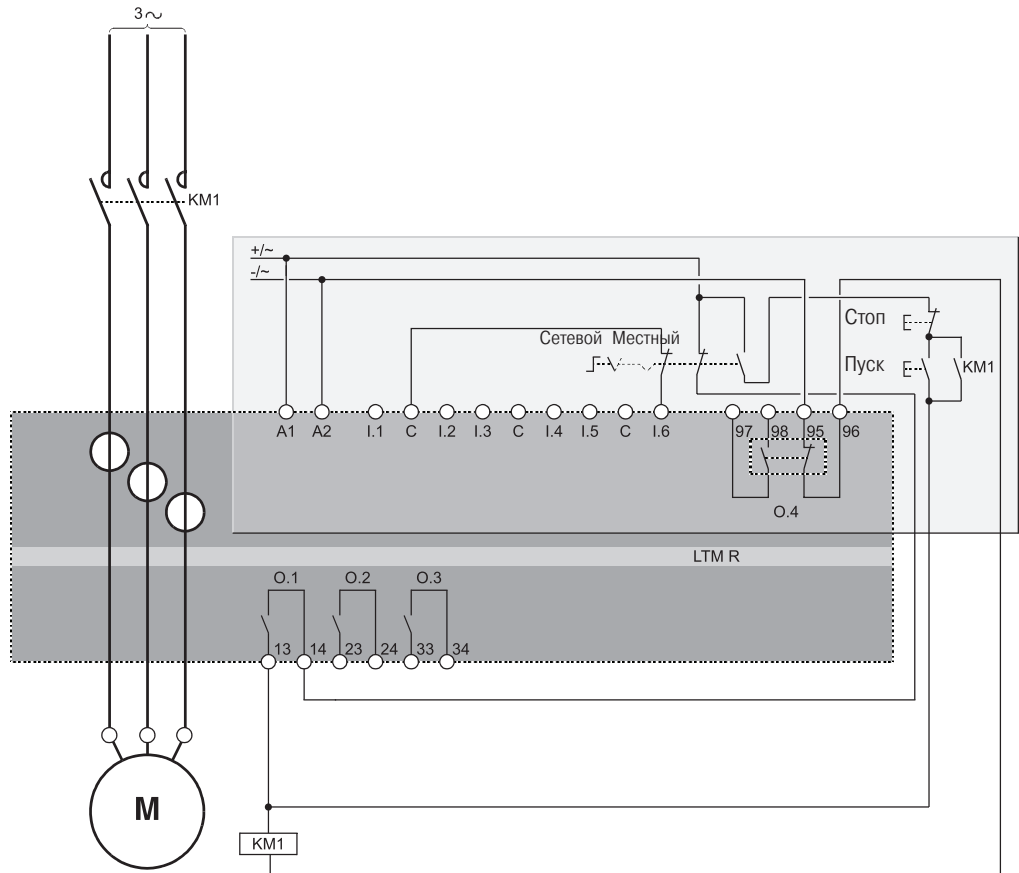 3~
KM1
+/~
-/~
Сетевой Местный
Стоп
Пуск
KM1
A1 A2 I.1 C I.2 I.3 C I.4 I.5 C I.6 97 98 95 96
O.4
LTM R
O.1 O.2 O.3
13 14 23 24 33 34
M
KM1